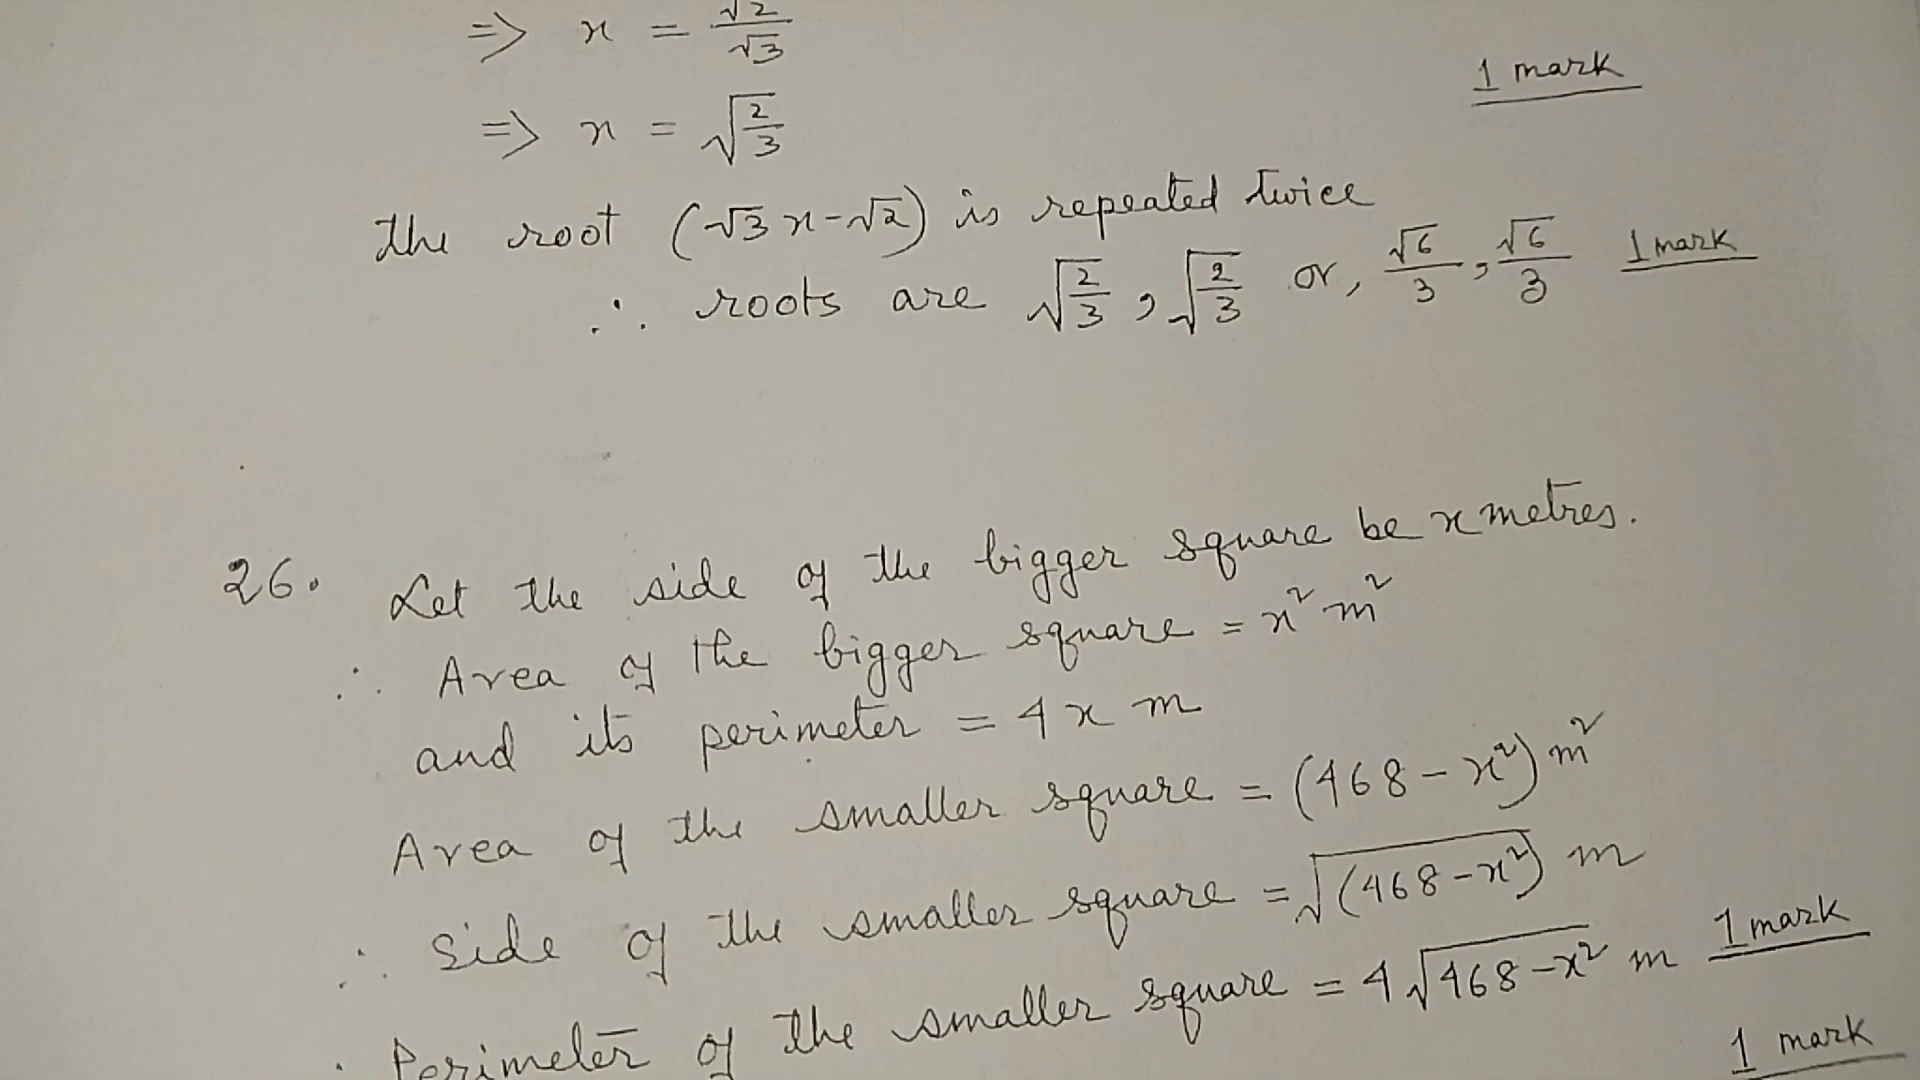 ⇒ x = √2/√3
1 mark
⇒ x = √(2/3)
The root (√3x-√2) is repeated twice
∴ roots are √(2/3), √(2/3) or, √6/3, √6/3 1 mark
26. Let the side of the bigger square be x metres.
∴ Area of the bigger square = x² m²
and its perimeter = 4x m
Area of the smaller square = (468-x²) m²
∴ Side of the smaller square = √(468-x²) m
∴ Perimeter of the smaller square = 4√468-x² m 1 mark
1 mark